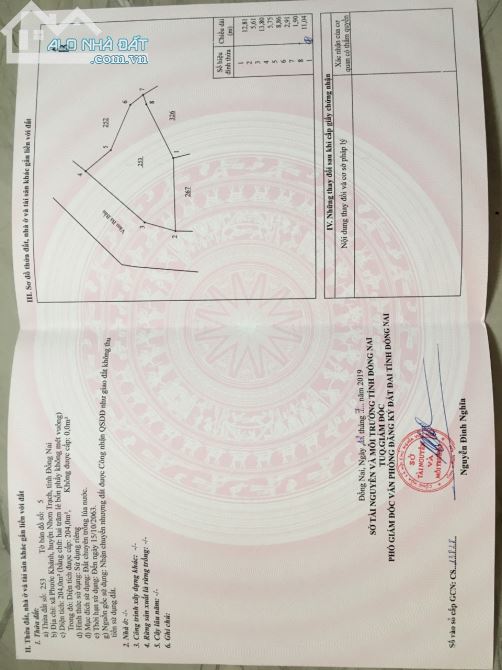 ALO NHÀ ĐẤT
.com.vn
II. Thửa đất, nhà ở và tài sản khác gắn liền với đất
1. Thửa đất:
a) Thửa đất số: 253 Tờ bản đồ số: 5
b) Địa chỉ: xã Phước Khánh, huyện Nhơn Trạch, tỉnh Đồng Nai
c) Diện tích: 204,0m² (bằng chữ: hai trăm lẻ bốn phẩy không mét vuông)
Trong đó: Diện tích được cấp: 204,0m², Không được cấp: 0,0m²
d) Hình thức sử dụng: Sử dụng riêng
đ) Mục đích sử dụng: Đất chuyên trồng lúa nước.
e) Thời hạn sử dụng: Đến ngày 15/10/2063.
g) Nguồn gốc sử dụng: Nhận chuyển nhượng đất được Công nhận QSDĐ như giao đất không thu
tiền sử dụng đất.
2. Nhà ở: -/-
3. Công trình xây dựng khác: -/-
4. Rừng sản xuất là rừng trồng: -/-
5. Cây lâu năm: -/-
6. Ghi chú:
Đồng Nai, Ngày tháng năm 2019
SỞ TÀI NGUYÊN VÀ MÔI TRƯỜNG TỈNH ĐỒNG NAI
TUQ.GIÁM ĐỐC
PHÓ GIÁM ĐỐC VĂN PHÒNG ĐĂNG KÝ ĐẤT ĐAI TỈNH ĐỒNG NAI
SỞ
TÀI NGUYÊN
VÀ
MÔI TRƯỜNG
Nguyễn Đình Nghĩa
Số vào sổ cấp GCN: CS
III. Sơ đồ thửa đất, nhà ở và tài sản khác gắn liền với đất
252
253
326
267
1
2
3
4
5
6
7
8
Số hiệu đỉnh thửa
Chiều dài (m)
1
12,81
2
5,61
3
13,80
4
5,75
5
8,86
6
2,91
7
1,90
8
11,04
1
IV. Những thay đổi sau khi cấp giấy chứng nhận
Nội dung thay đổi và cơ sở pháp lý
Xác nhận của cơ
quan có thẩm quyền